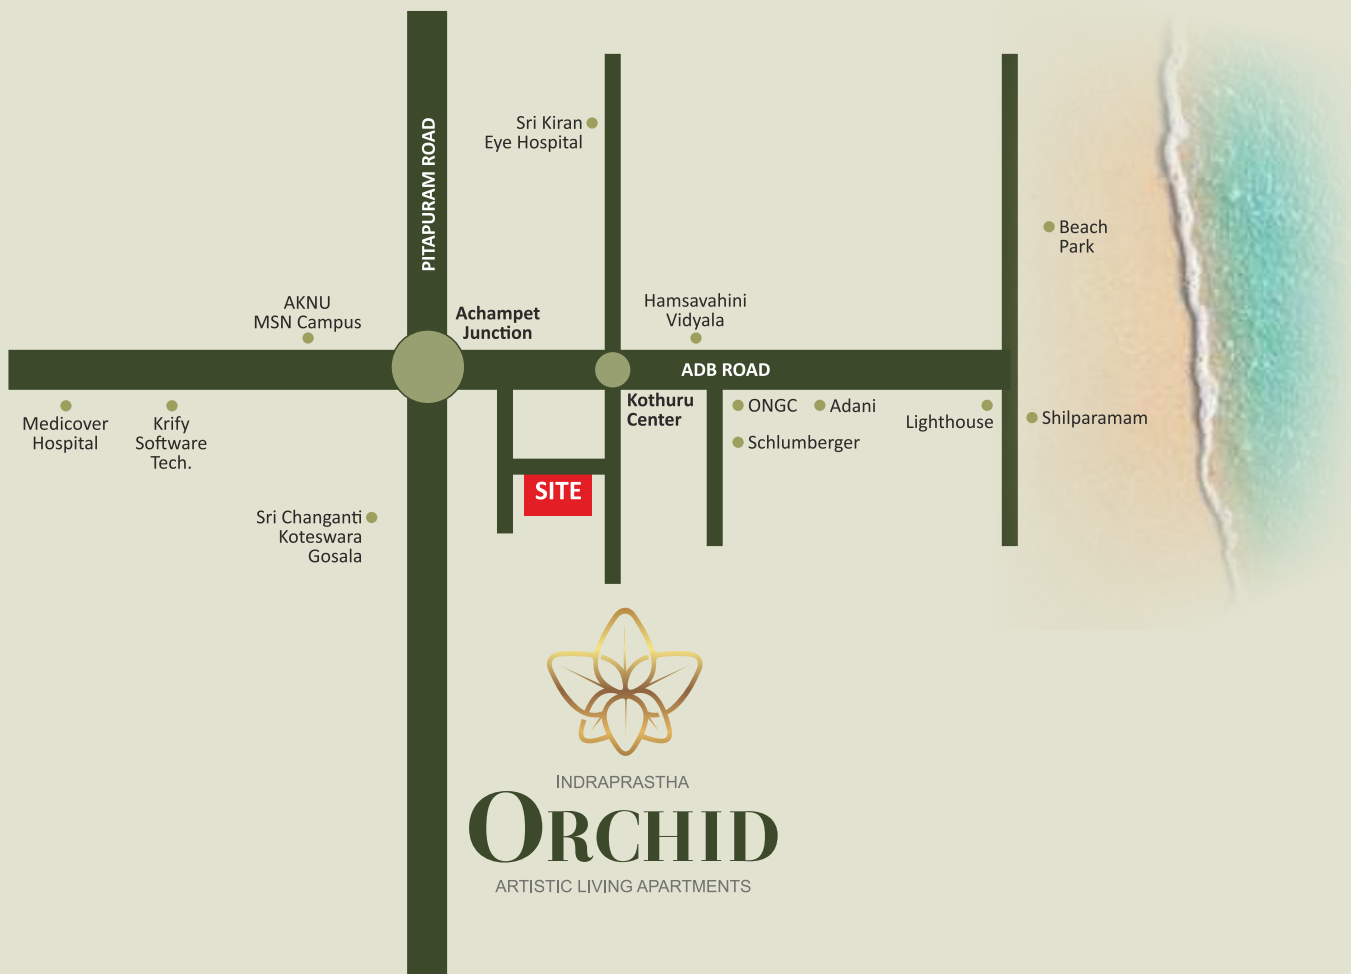 PITAPURAM ROAD
Sri Kiran
Eye Hospital
Beach
Park
AKNU
MSN Campus
Achampet
Junction
Hamsavahini
Vidyala
ADB ROAD
Medicover
Hospital
Krify
Software
Tech.
Kothuru
Center
ONGC
Adani
Schlumberger
Lighthouse
Shilparamam
SITE
Sri Changanti
Koteswara
Gosala
INDRAPRASTHA
ORCHID
ARTISTIC LIVING APARTMENTS